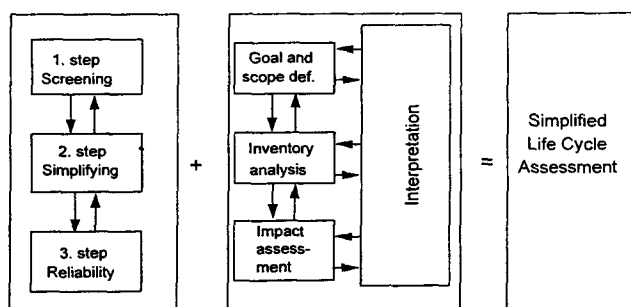 1. step
Screening
2. step
Simplifying
3. step
Reliability
+
Goal and
scope def.
Inventory
analysis
Impact
assess-
ment
Interpretation
=
Simplified
Life Cycle
Assessment